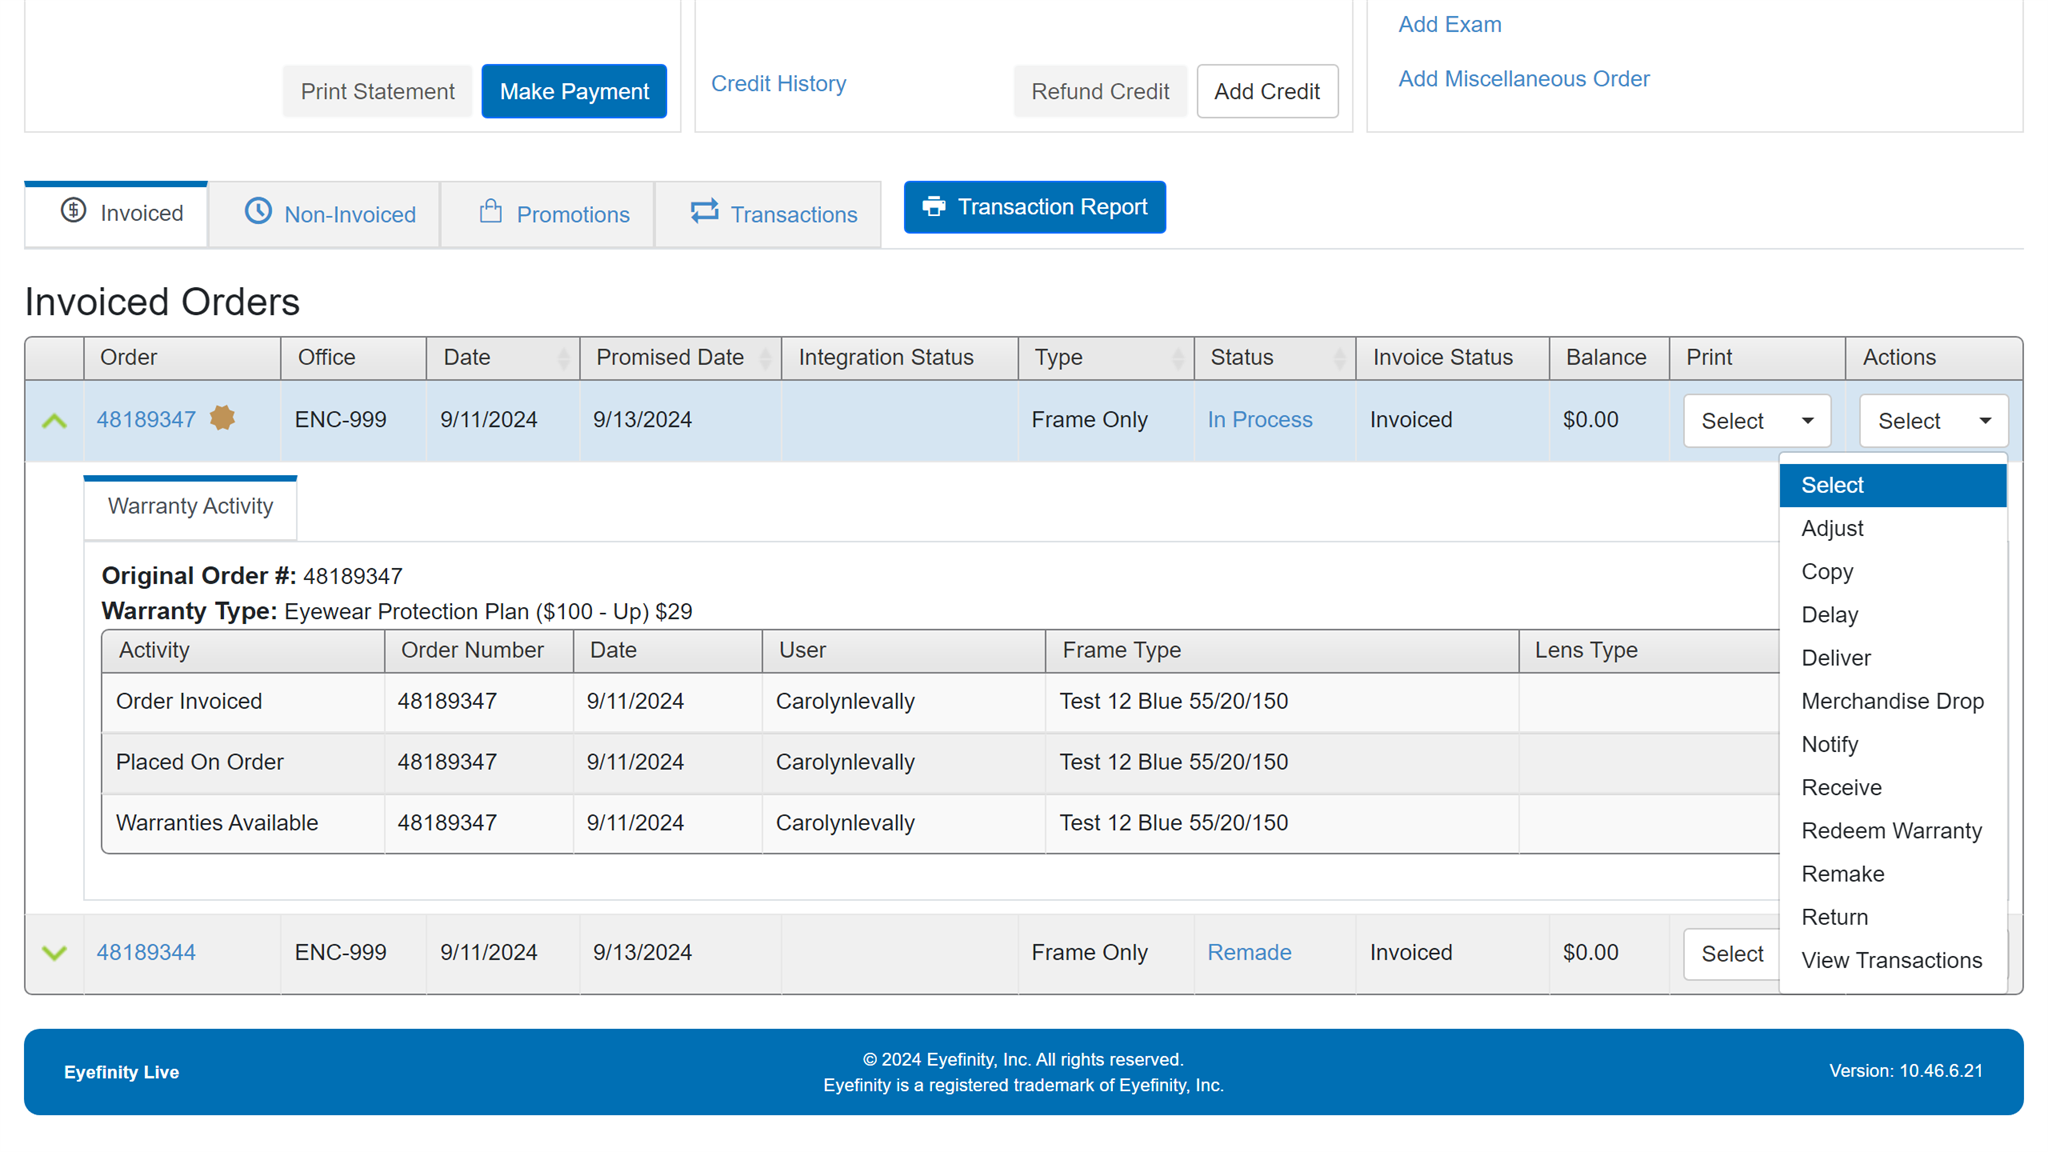 Add Exam
Print Statement Make Payment Credit History Refund Credit Add Credit Add Miscellaneous Order
Invoiced Non-Invoiced Promotions Transactions Transaction Report
Invoiced Orders
Order Office Date Promised Date Integration Status Type Status Invoice Status Balance Print Actions
48189347 ENC-999 9/11/2024 9/13/2024 Frame Only In Process Invoiced $0.00 Select Select
Select
Adjust
Copy
Delay
Deliver
Merchandise Drop
Notify
Receive
Redeem Warranty
Remake
Return
View Transactions
Warranty Activity
Original Order #: 48189347
Warranty Type: Eyewear Protection Plan ($100 - Up) $29
Activity Order Number Date User Frame Type Lens Type
Order Invoiced 48189347 9/11/2024 Carolynlevally Test 12 Blue 55/20/150
Placed On Order 48189347 9/11/2024 Carolynlevally Test 12 Blue 55/20/150
Warranties Available 48189347 9/11/2024 Carolynlevally Test 12 Blue 55/20/150
48189344 ENC-999 9/11/2024 9/13/2024 Frame Only Remade Invoiced $0.00 Select
Eyefinity Live
© 2024 Eyefinity, Inc. All rights reserved.
Eyefinity is a registered trademark of Eyefinity, Inc.
Version: 10.46.6.21